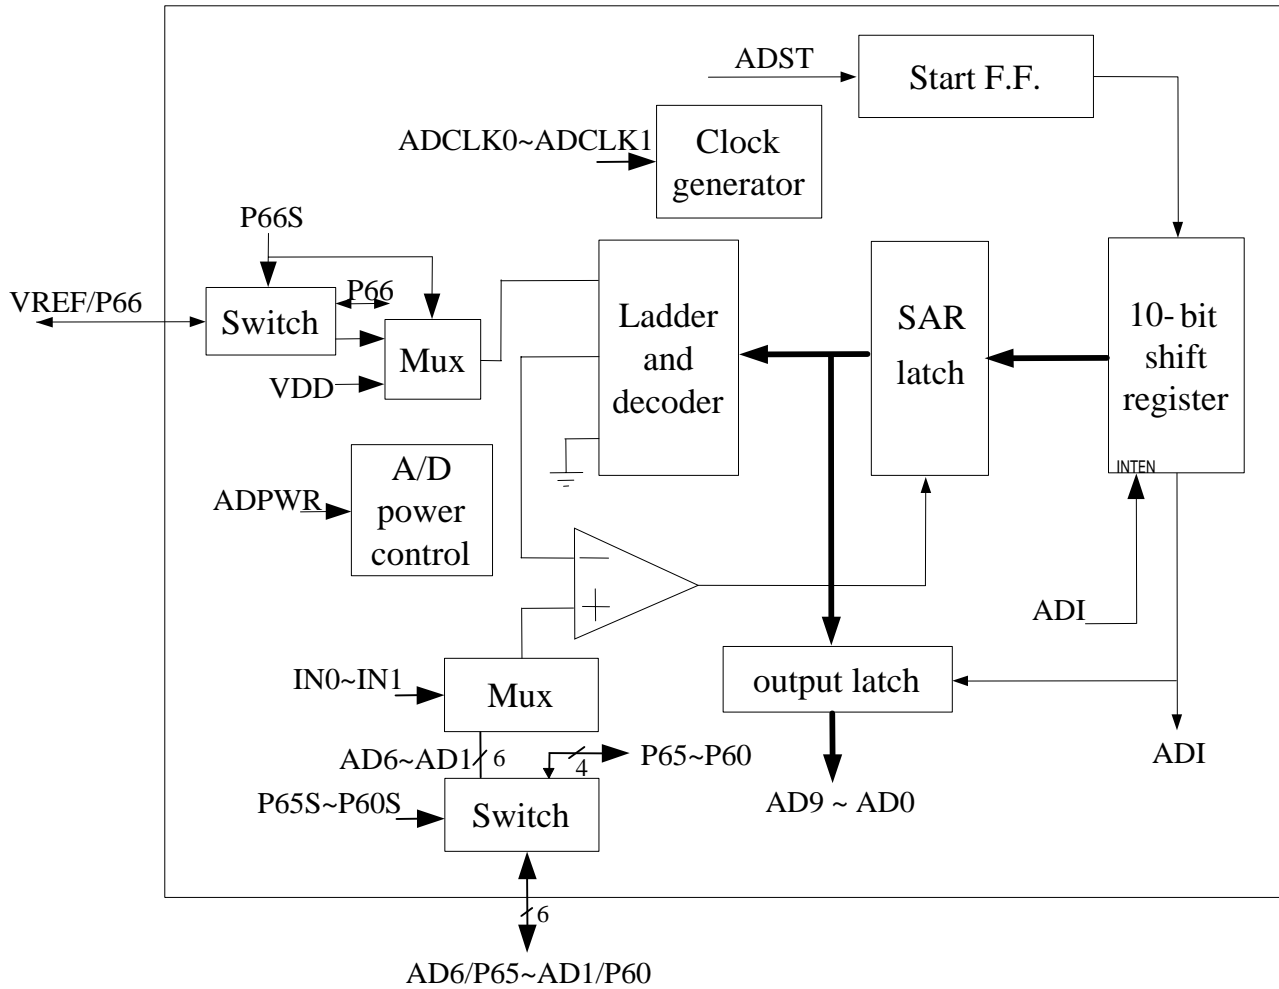 ADST
Start F.F.
ADCLK0~ADCLK1
Clock
generator
P66S
VREF/P66
Switch
P66
Mux
VDD
Ladder
and
decoder
SAR
latch
10-bit
shift
register
INTEN
ADPWR
A/D
power
control
ADI
IN0~IN1
Mux
output latch
AD6~AD1
6
4
P65~P60
ADI
P65S~P60S
Switch
AD9 ~ AD0
6
AD6/P65~AD1/P60